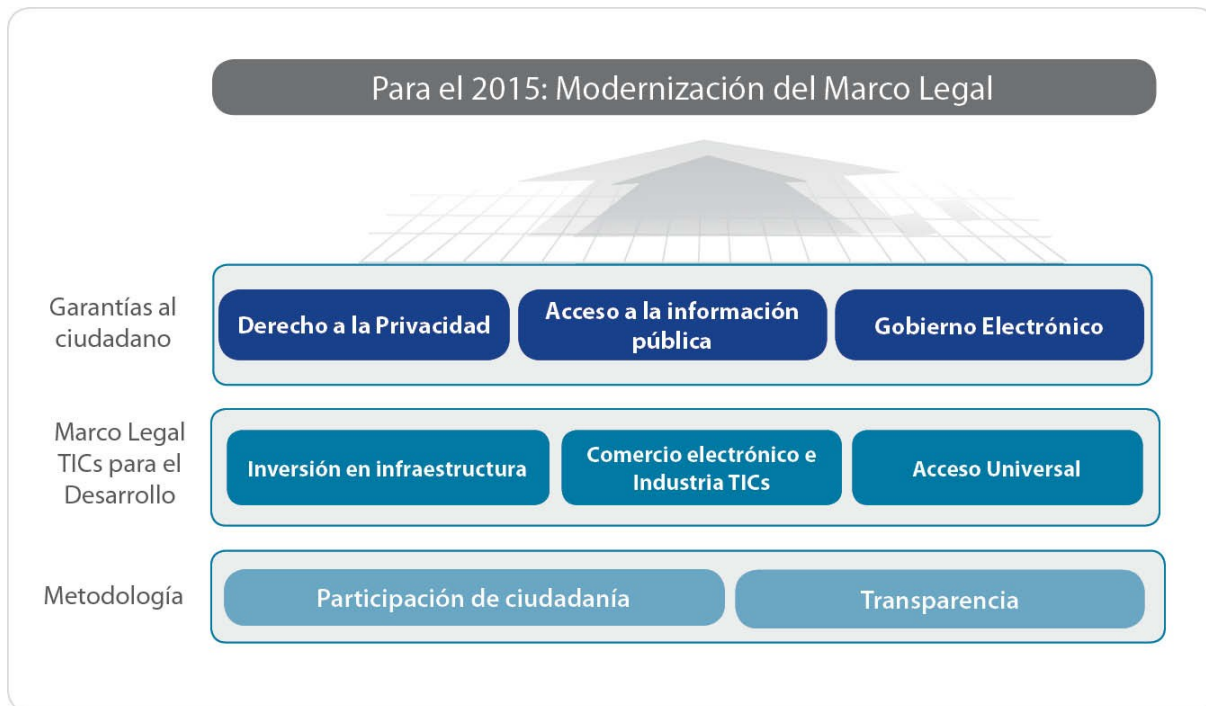 Para el 2015: Modernización del Marco Legal
Garantías al
ciudadano
Derecho a la Privacidad
Acceso a la información
pública
Gobierno Electrónico
Marco Legal
TICs para el
Desarrollo
Inversión en infraestructura
Comercio electrónico e
Industria TICs
Acceso Universal
Metodología
Participación de ciudadanía
Transparencia